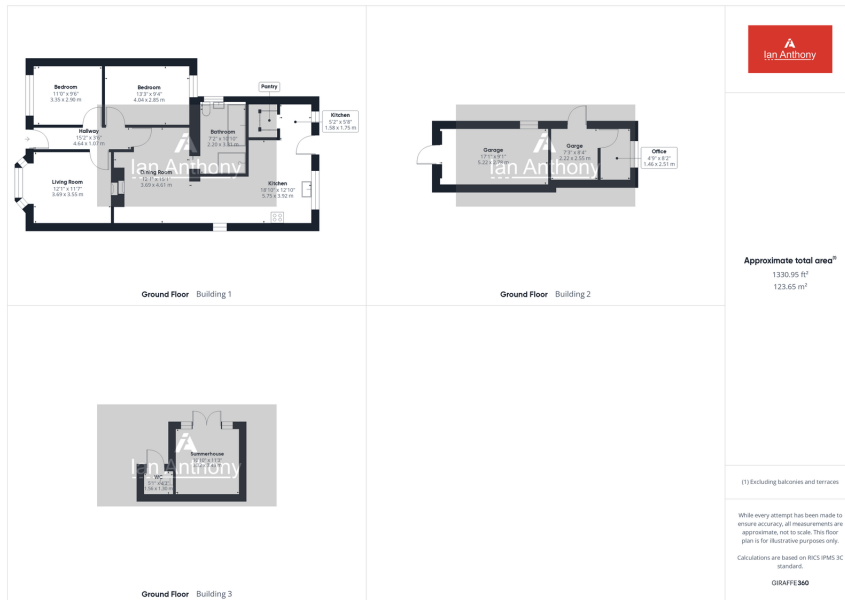 Bedroom
11'0" x 9'6"
3.35 x 2.90 m
Bedroom
13'3" x 9'4"
4.04 x 2.85 m
Pantry
Kitchen
5'2" x 5'8"
1.58 x 1.75 m
Hallway
15'2" x 3'6"
4.64 x 1.07 m
Bathroom
Ian Anthony
Living Room
12'1" x 11'7"
3.69 x 3.55 m
Dining Room
3.69 x 4.61 m
Kitchen
18'10" x 12'10"
5.75 x 3.92 m
Ground Floor Building 1
Garage
17'1" x 9'1"
Garge
7'3" x 8'4"
2.22 x 2.55 m
Office
4'9" x 8'2"
1.46 x 2.51 m
Ian Anthony
Ground Floor Building 2
Summerhouse
Ian Anthony
WC
Ground Floor Building 3
Ian Anthony
Approximate total area(1)
1330.95 ft²
123.65 m²
(1) Excluding balconies and terraces
While every attempt has been made to
ensure accuracy, all measurements are
approximate, not to scale. This floor
plan is for illustrative purposes only.
Calculations are based on RICS IPMS 3C
standard.
GIRAFFE360